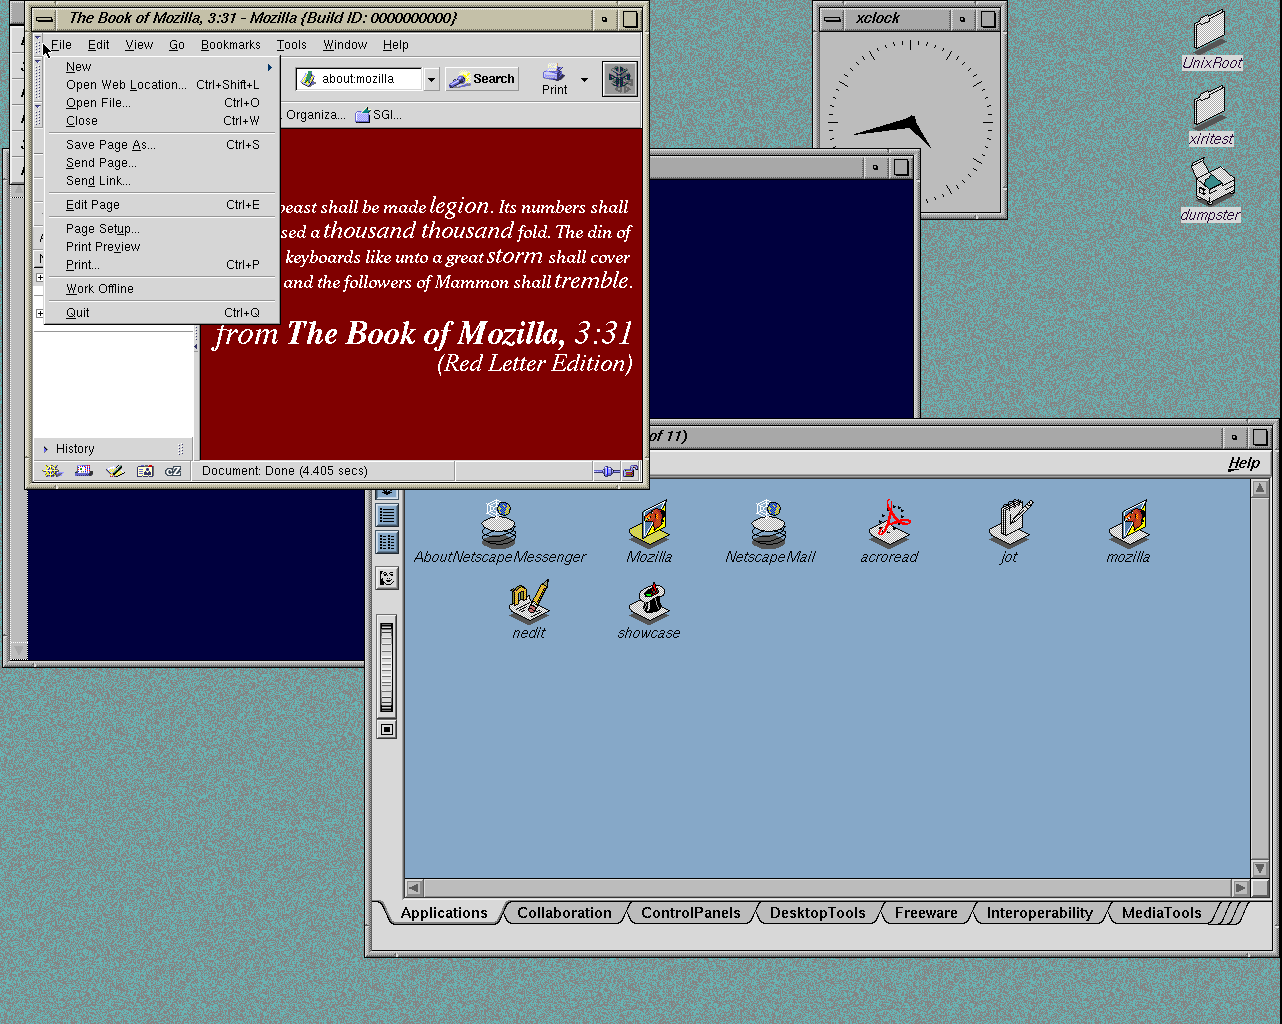 The Book of Mozilla, 3:31 - Mozilla {Build ID: 0000000000}
File Edit View Go Bookmarks Tools Window Help
New
Open Web Location... Ctrl+Shift+L
Open File... Ctrl+O
Close Ctrl+W
Save Page As... Ctrl+S
Send Page...
Send Link...
Edit Page Ctrl+E
Page Setup...
Print Preview
Print... Ctrl+P
Work Offline
Quit Ctrl+Q
about:mozilla
Search
Print
Organiza... SGI...
beast shall be made legion. Its numbers shall
sed a thousand thousand fold. The din of
keyboards like unto a great storm shall cover
and the followers of Mammon shall tremble.
from The Book of Mozilla, 3:31
(Red Letter Edition)
History
Document: Done (4.405 secs)
xclock
UnixRoot
xiritest
dumpster
of 11)
Help
AboutNetscapeMessenger Mozilla NetscapeMail acroread jot mozilla
nedit showcase
Applications Collaboration ControlPanels DesktopTools Freeware Interoperability MediaTools